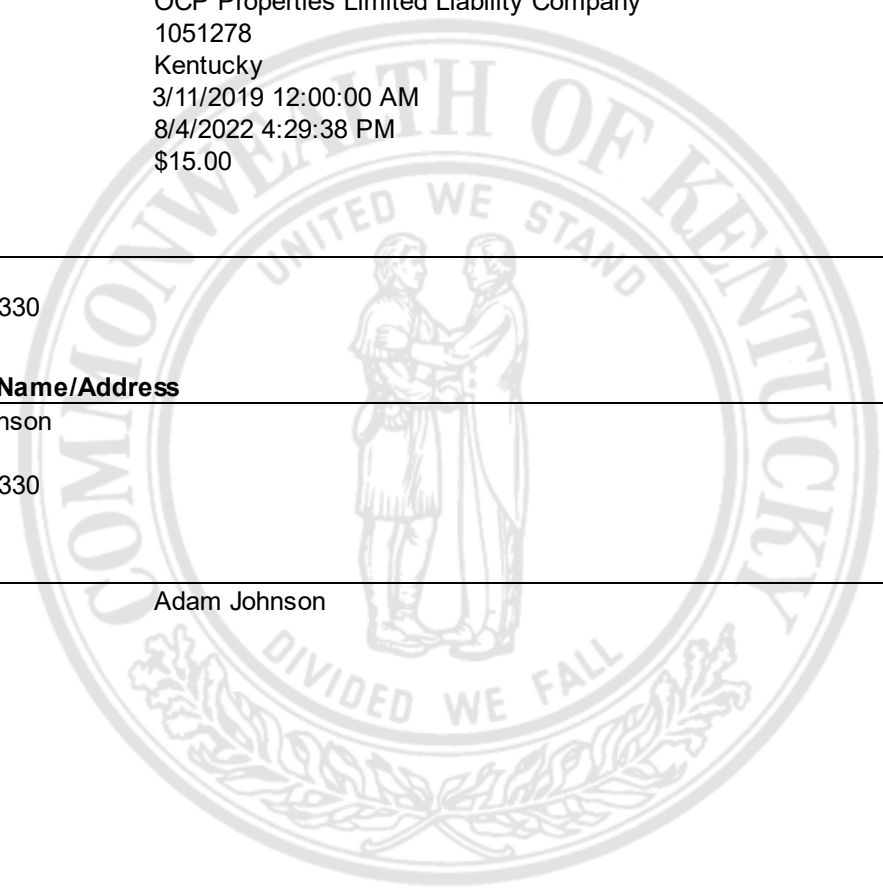 OCP Properties Limited Liability Company
1051278
Kentucky
3/11/2019 12:00:00 AM
8/4/2022 4:29:38 PM
$15.00
330
Name/Address
nson
330
Adam Johnson
COMMONWEALTH OF KENTUCKY
UNITED WE STAND
DIVIDED WE FALL